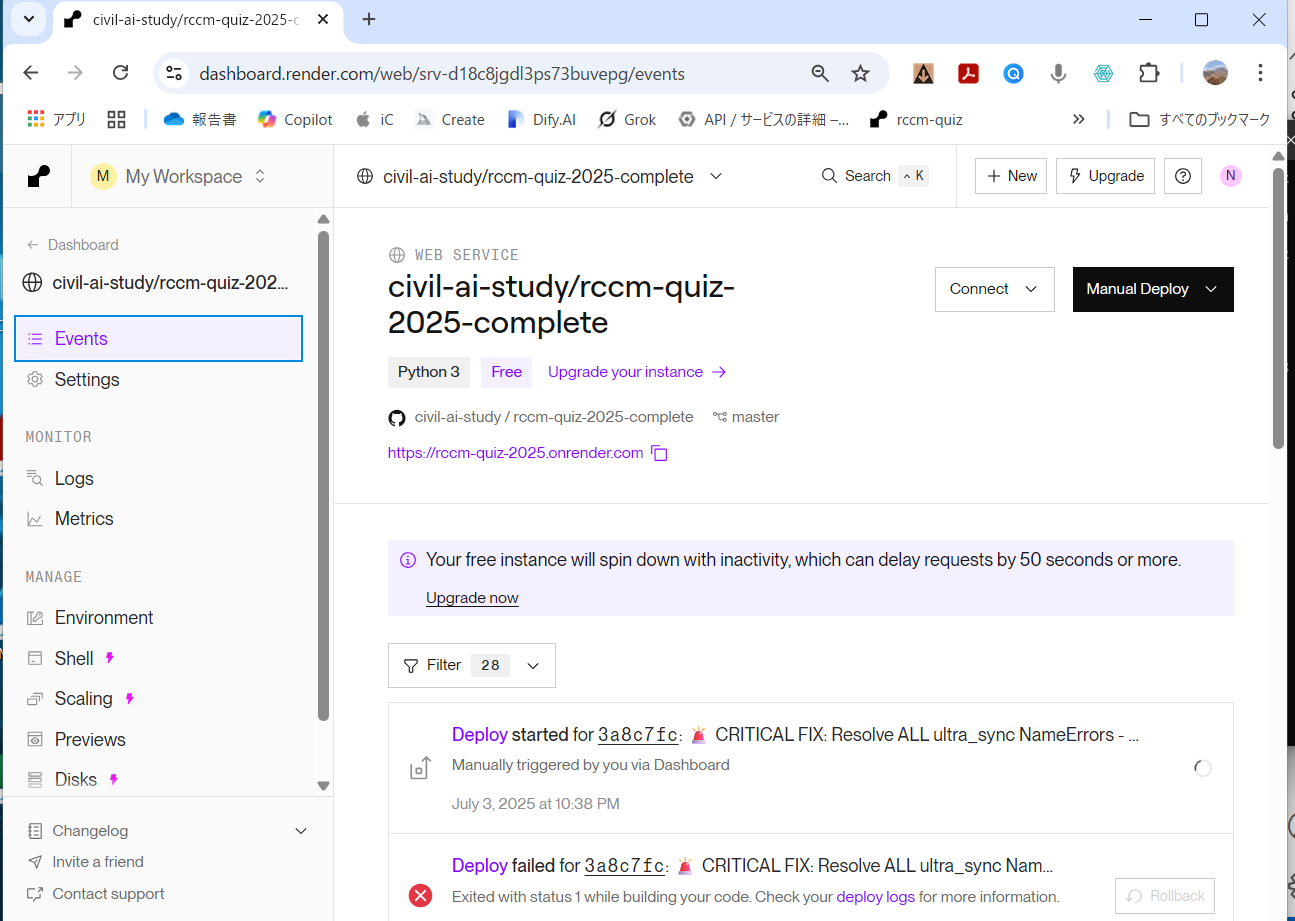 civil-ai-study/rccm-quiz-2025-c
dashboard.render.com/web/srv-d18c8jgdl3ps73buvepg/events
アプリ
報告書
Copilot
iC
Create
Dify.AI
Grok
API / サービスの詳細 –...
rccm-quiz
すべてのブックマーク
M My Workspace
civil-ai-study/rccm-quiz-2025-complete
Search
K
New
Upgrade
N
Dashboard
civil-ai-study/rccm-quiz-202...
Events
Settings
MONITOR
Logs
Metrics
MANAGE
Environment
Shell
Scaling
Previews
Disks
Changelog
Invite a friend
Contact support
WEB SERVICE
civil-ai-study/rccm-quiz-
2025-complete
Connect
Manual Deploy
Python 3
Free
Upgrade your instance →
civil-ai-study / rccm-quiz-2025-complete
master
https://rccm-quiz-2025.onrender.com
Your free instance will spin down with inactivity, which can delay requests by 50 seconds or more.
Upgrade now
Filter 28
Deploy started for 3a8c7fc: 🚨 CRITICAL FIX: Resolve ALL ultra_sync NameErrors - ...
Manually triggered by you via Dashboard
July 3, 2025 at 10:38 PM
Deploy failed for 3a8c7fc: 🚨 CRITICAL FIX: Resolve ALL ultra_sync Nam...
Exited with status 1 while building your code. Check your deploy logs for more information.
Rollback